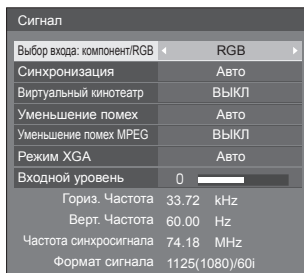 Сигнал
Выбор входа: компонент/RGB RGB
Синхронизация Авто
Виртуальный кинотеатр ВЫКЛ
Уменьшение помех Авто
Уменьшение помех MPEG ВЫКЛ
Режим XGA Авто
Входной уровень 0
Гориз. Частота 33.72 kHz
Верт. Частота 60.00 Hz
Частота синхросигнала 74.18 MHz
Формат сигнала 1125(1080)/60i